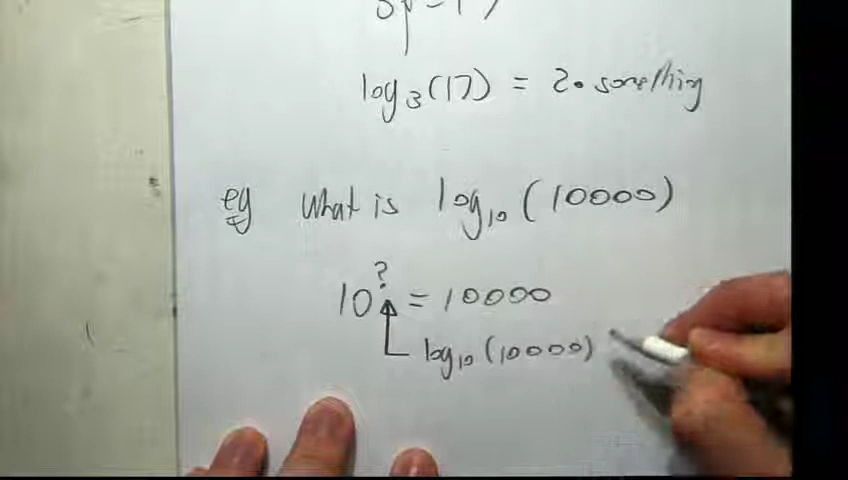 log₃(17) = 2.something
eg What is log₁₀(10000)
10^? = 10000
log₁₀(10000)